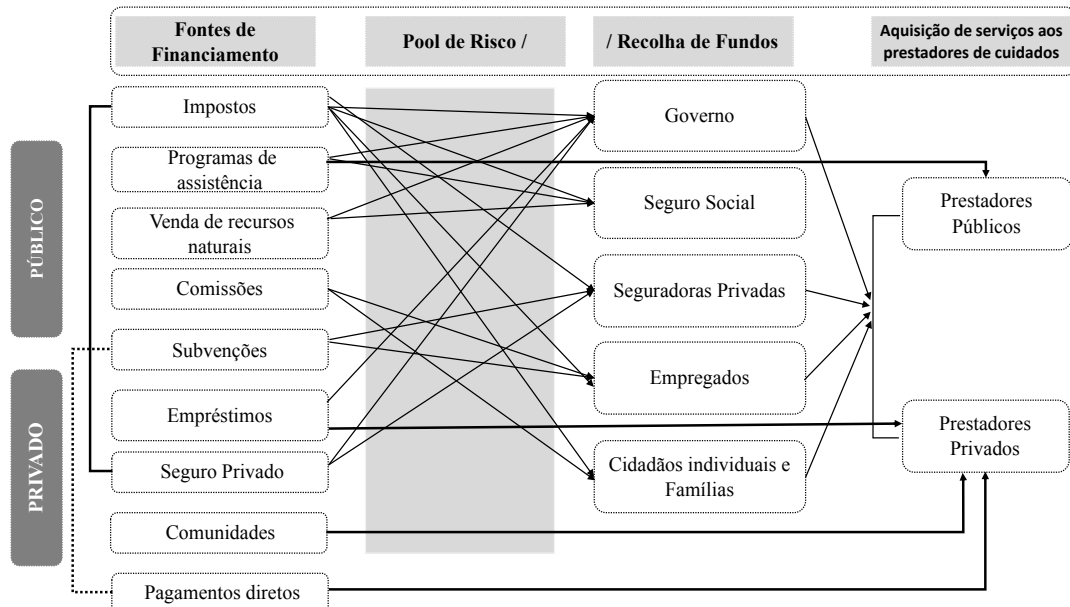 Fontes de
Financiamento
Pool de Risco /
/ Recolha de Fundos
Aquisição de serviços aos
prestadores de cuidados
PÚBLICO
PRIVADO
Impostos
Programas de
assistência
Venda de recursos
naturais
Comissões
Subvenções
Empréstimos
Seguro Privado
Comunidades
Pagamentos diretos
Governo
Seguro Social
Seguradoras Privadas
Empregados
Cidadãos individuais e
Famílias
Prestadores
Públicos
Prestadores
Privados